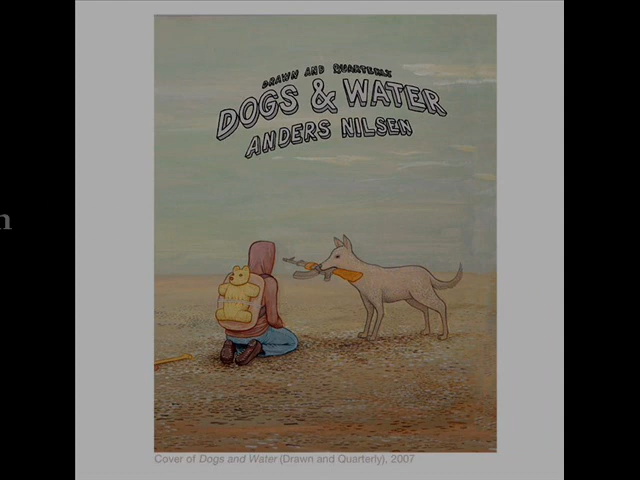 DRAWN AND QUARTERLY
DOGS & WATER
ANDERS NILSEN
n
Cover of Dogs and Water (Drawn and Quarterly), 2007